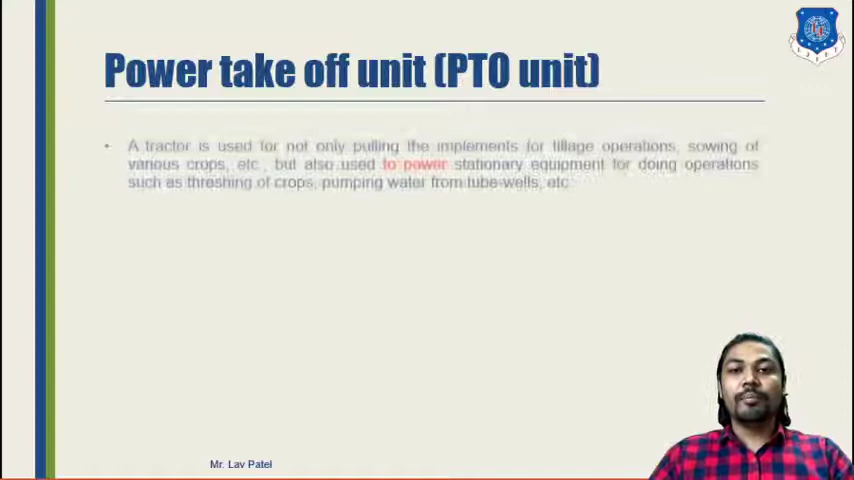 Power take off unit (PTO unit)
• A tractor is used for not only pulling the implements for tillage operations, sowing of
various crops, etc., but also used to power stationary equipment for doing operations
such as threshing of crops, pumping water from tube-wells, etc.
Mr. Lav Patel